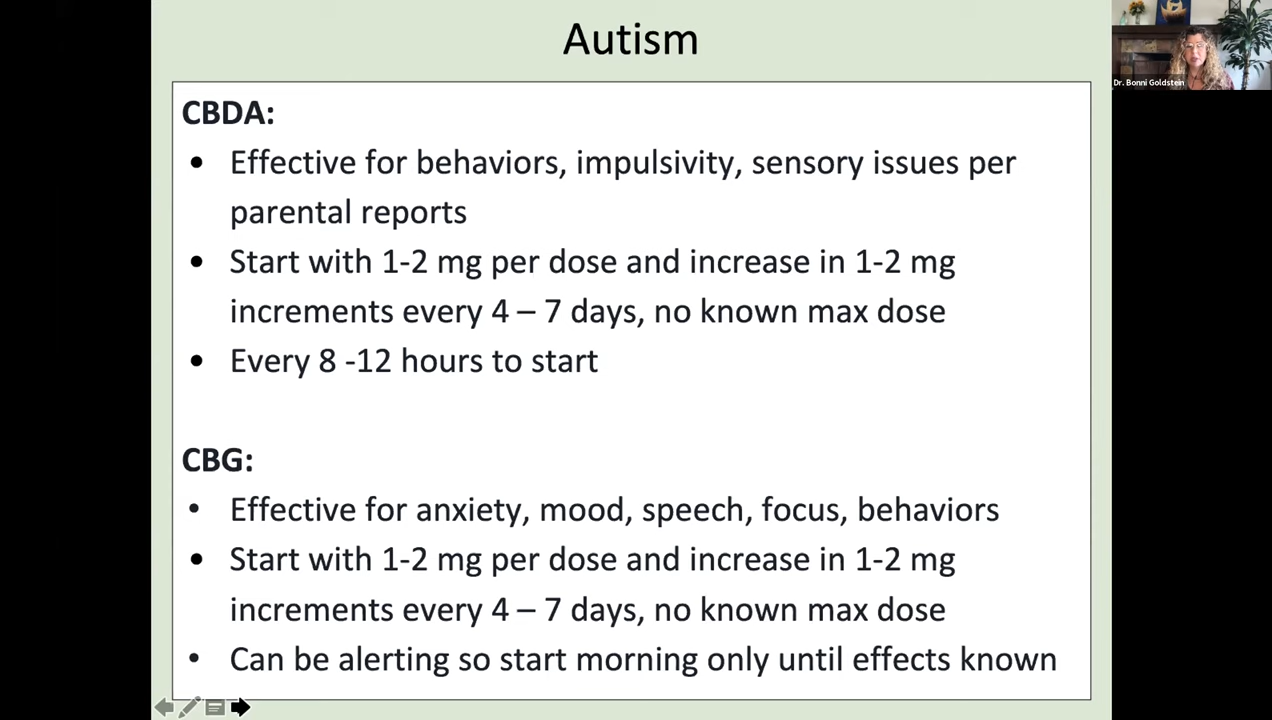 Autism
Dr. Bonni Goldstein
CBDA:
• Effective for behaviors, impulsivity, sensory issues per
parental reports
• Start with 1-2 mg per dose and increase in 1-2 mg
increments every 4 – 7 days, no known max dose
• Every 8 -12 hours to start
CBG:
• Effective for anxiety, mood, speech, focus, behaviors
• Start with 1-2 mg per dose and increase in 1-2 mg
increments every 4 – 7 days, no known max dose
• Can be alerting so start morning only until effects known